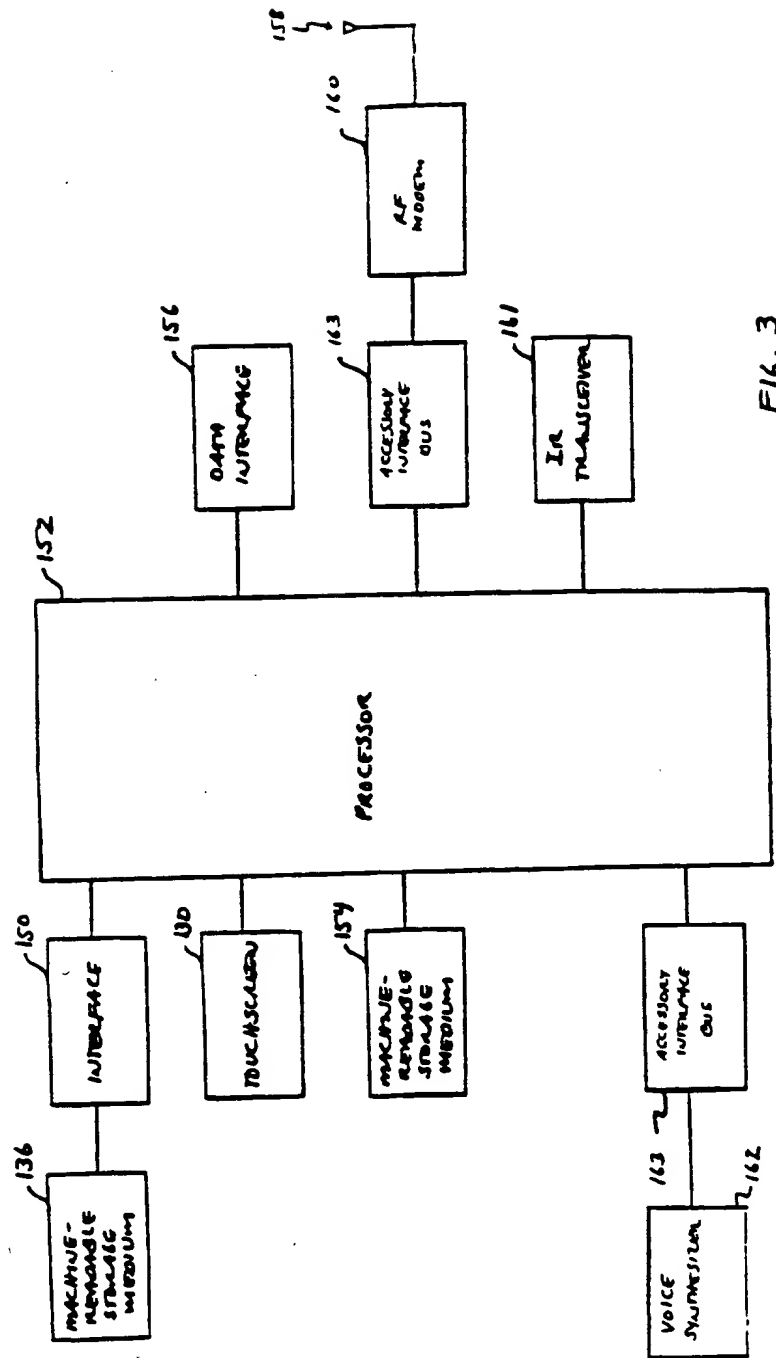 136
MACHINE-
READABLE
STORAGE
MEDIUM
150
INTERFACE
130
TOUCHSCREEN
154
MACHINE-
READABLE
STORAGE
MEDIUM
163
ACCESSORY
INTERFACE
BUS
162
VOICE
SYNTHESIZER
152
PROCESSOR
156
DATA
INTERFACE
163
ACCESSORY
INTERFACE
BUS
160
RF
MODEM
158
161
IR
TRANSCEIVER
FIG. 3